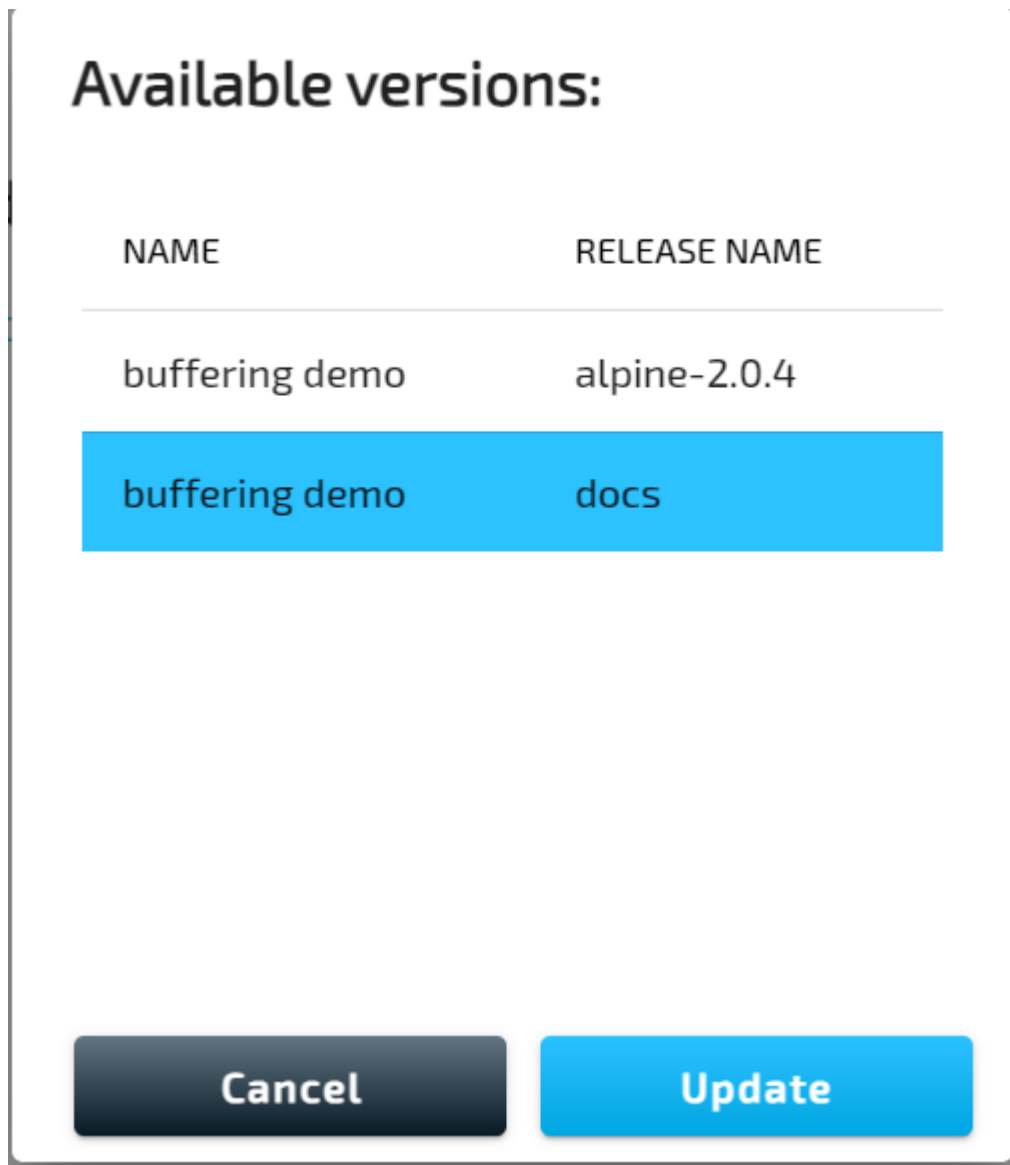 Available versions:
NAME RELEASE NAME
buffering demo alpine-2.0.4
buffering demo docs
Cancel Update